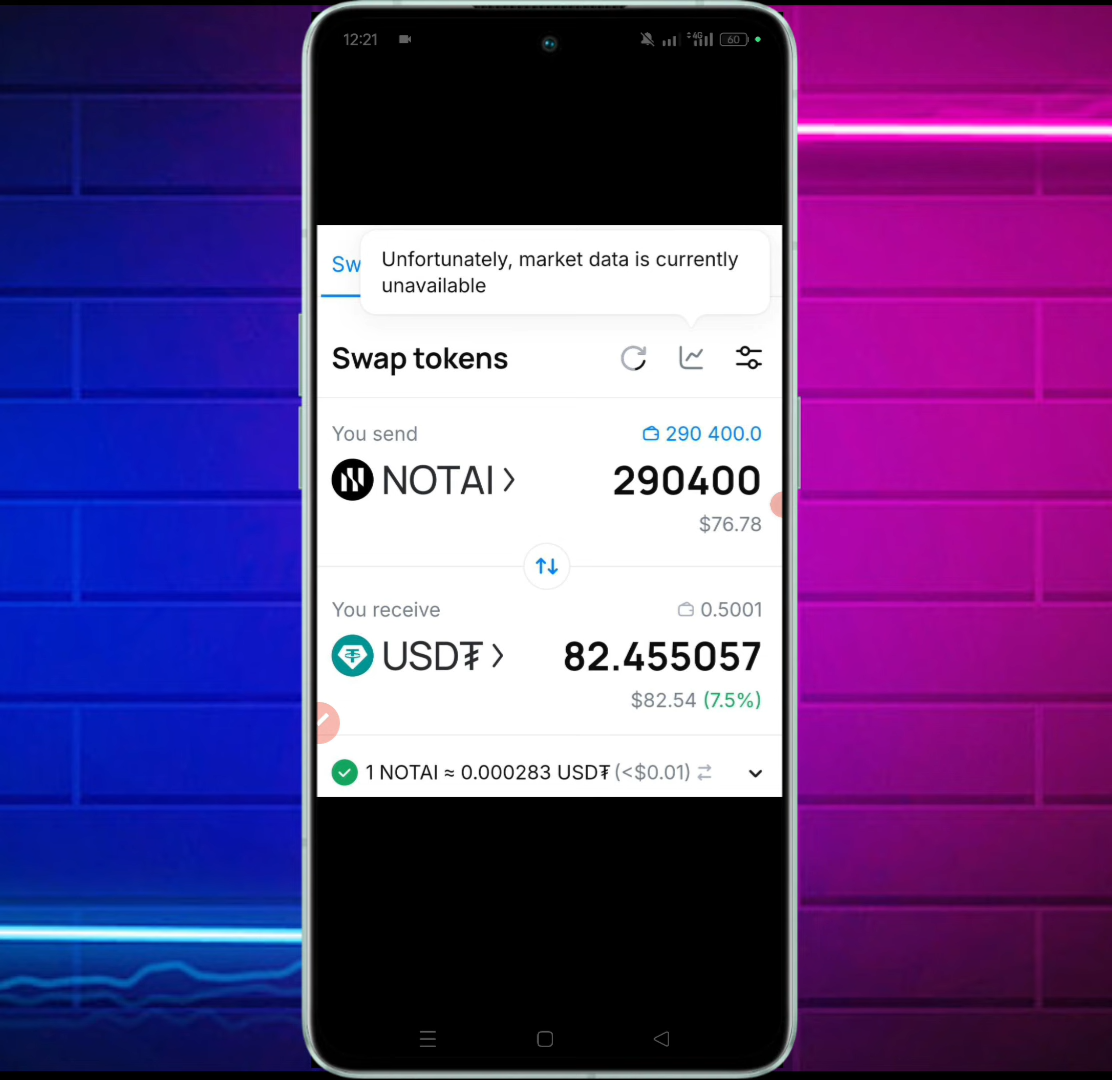 12:21
4G
60
Sw
Unfortunately, market data is currently
unavailable
Swap tokens
You send
290 400.0
NOTAI >
290400
$76.78
You receive
0.5001
USD₮ >
82.455057
$82.54 (7.5%)
1 NOTAI ≈ 0.000283 USD₮ (<$0.01)